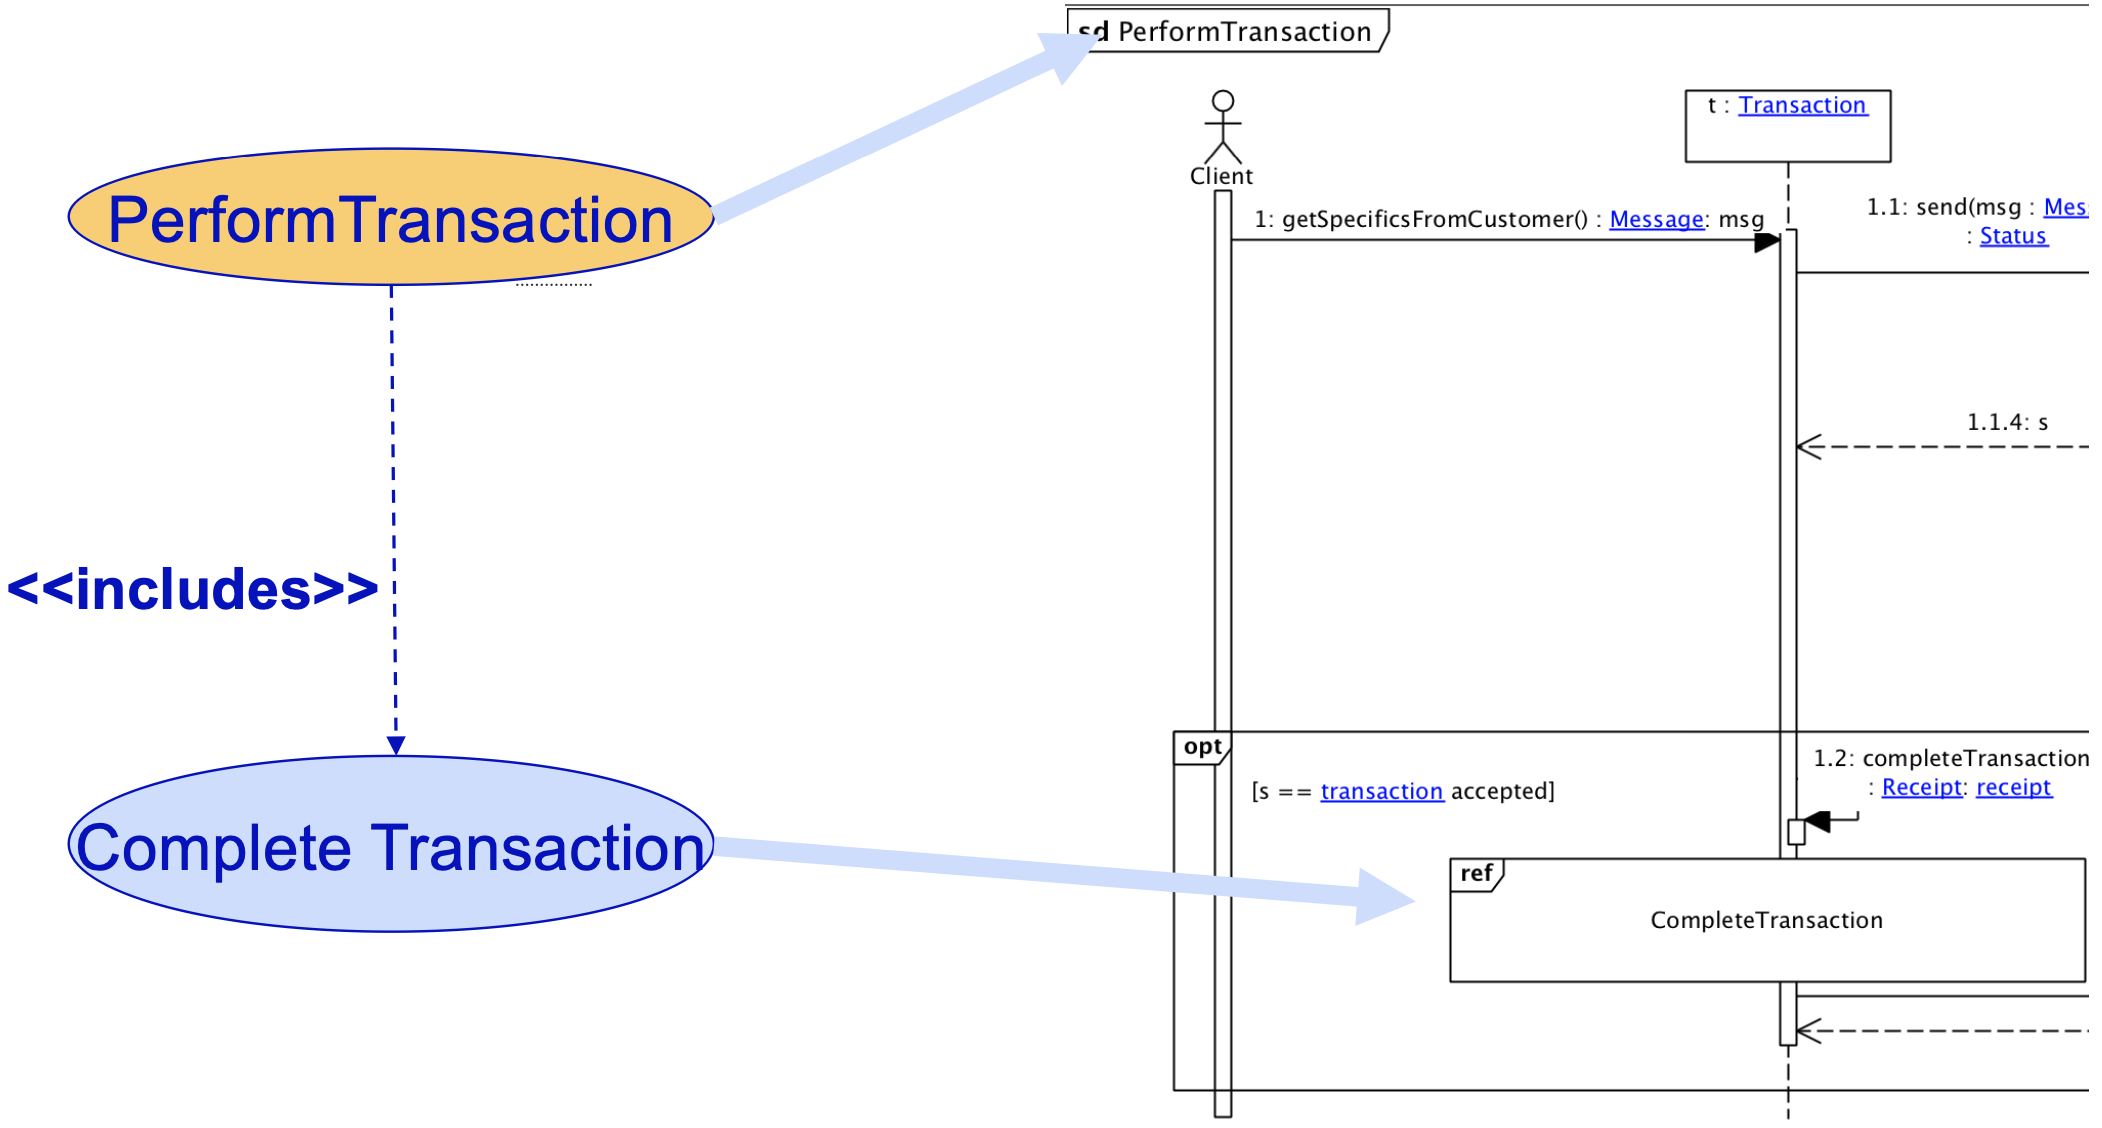 sd PerformTransaction
t : Transaction
Client
PerformTransaction
1: getSpecificsFromCustomer() : Message: msg
1.1: send(msg : Mes
: Status
1.1.4: s
<<includes>>
opt
[s == transaction accepted]
1.2: completeTransaction
: Receipt: receipt
Complete Transaction
ref
CompleteTransaction